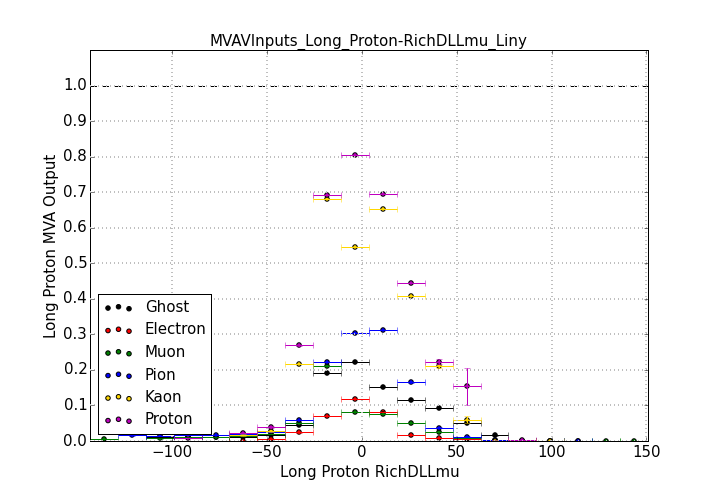 MVAVInputs_Long_Proton-RichDLLmu_Liny
Long Proton MVA Output
1.0
0.9
0.8
0.7
0.6
0.5
0.4
0.3
0.2
0.1
0.0
Ghost
Electron
Muon
Pion
Kaon
Proton
−100 −50 0 50 100 150
Long Proton RichDLLmu